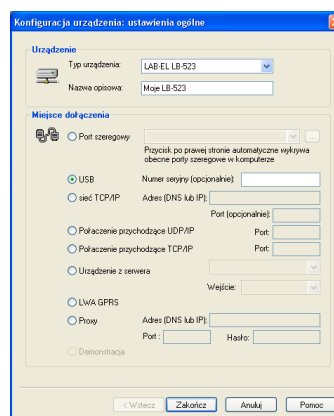 Konfiguracja urządzenia: ustawienia ogólne
Urządzenie
Typ urządzenia: LAB-EL LB-523
Nazwa opisowa: Moje LB-523
Miejsce dołączenia
Port szeregowy ...
Przycisk po prawej stronie automatyczne wykrywa
obecne porty szeregowe w komputerze
USB Numer seryjny (opcjonalnie):
sieć TCP/IP Adres (DNS lub IP):
Port (opcjonalnie):
Połaczenie przychodzące UDP/IP Port:
Połaczenie przychodzące TCP/IP Port:
Urządzenie z serwera
Wejście:
LWA GPRS
Proxy Adres (DNS lub IP):
Port : Hasło:
Demonstracja
< Wstecz Zakończ Anuluj Pomoc